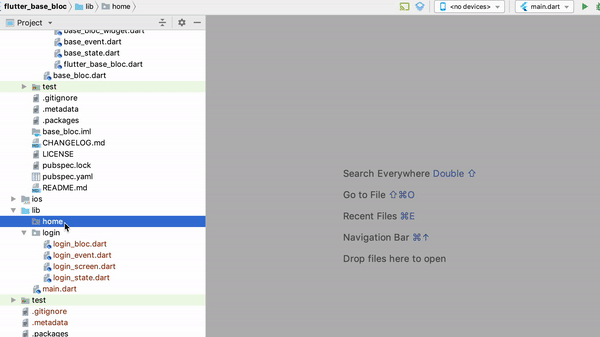 flutter_base_bloc lib home <no devices> main.dart
Project
base_bloc_widget.dart
base_event.dart
base_state.dart
flutter_base_bloc.dart
base_bloc.dart
test
.gitignore
.metadata
.packages
base_bloc.iml
CHANGELOG.md
LICENSE
pubspec.lock
pubspec.yaml
README.md
ios
lib
home
login
login_bloc.dart
login_event.dart
login_screen.dart
login_state.dart
main.dart
test
.gitignore
.metadata
.packages
Search Everywhere Double ⇧
Go to File ⇧⌘O
Recent Files ⌘E
Navigation Bar ⌘↑
Drop files here to open